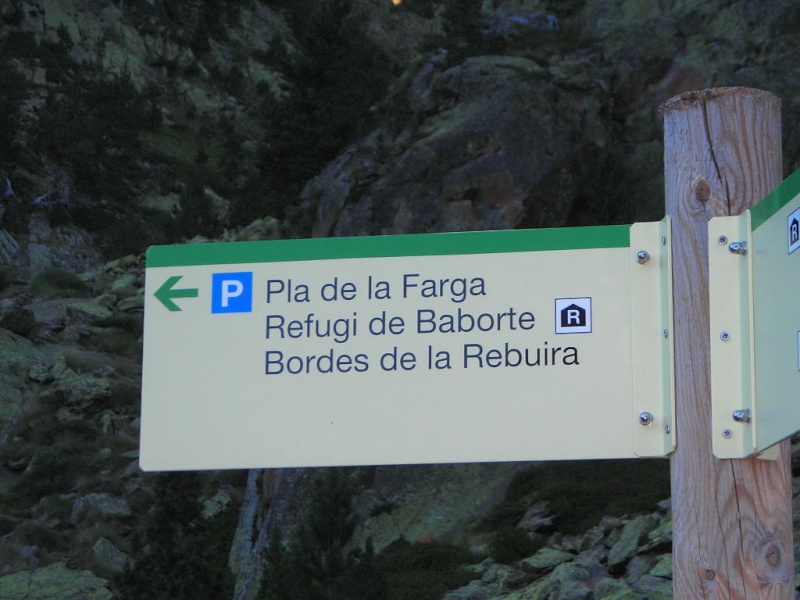 P Pla de la Farga
Refugi de Baborte R
Bordes de la Rebuira
R